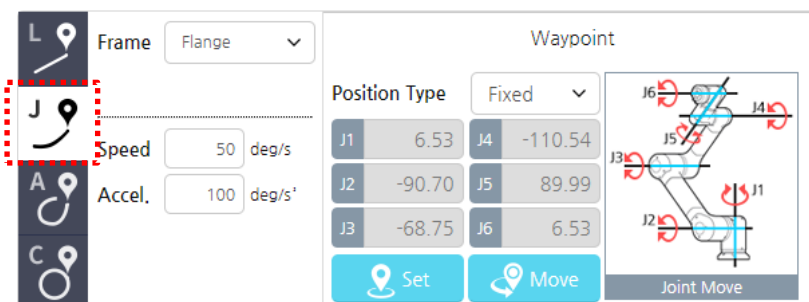 L
Frame
Flange
J
Speed
50 deg/s
Accel.
100 deg/s²
A
C
Waypoint
Position Type
Fixed
J1 6.53 J4 -110.54
J2 -90.70 J5 89.99
J3 -68.75 J6 6.53
Set
Move
J6
J4
J5
J3
J1
J2
Joint Move